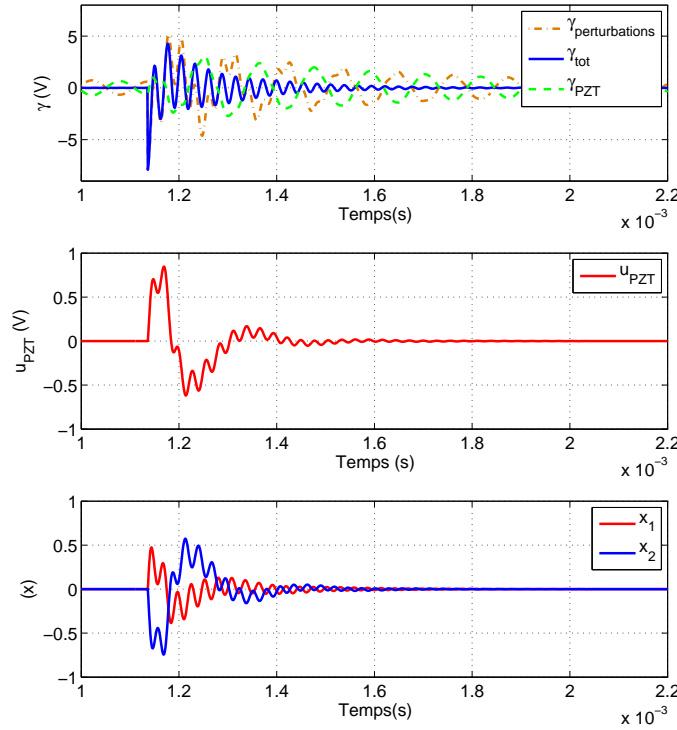 5
0
−5
γ (V)
γperturbations
γtot
γPZT
1 1.2 1.4 1.6 1.8 2 2.2
Temps(s)
x 10−3
1
0.5
0
−0.5
−1
uPZT (V)
uPZT
1 1.2 1.4 1.6 1.8 2 2.2
Temps (s)
x 10−3
1
0.5
0
−0.5
−1
(x)
x1
x2
1 1.2 1.4 1.6 1.8 2 2.2
Temps(s)
x 10−3